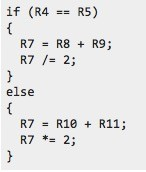 if (R4 == R5)
{
R7 = R8 + R9;
R7 /= 2;
}
else
{
R7 = R10 + R11;
R7 *= 2;
}